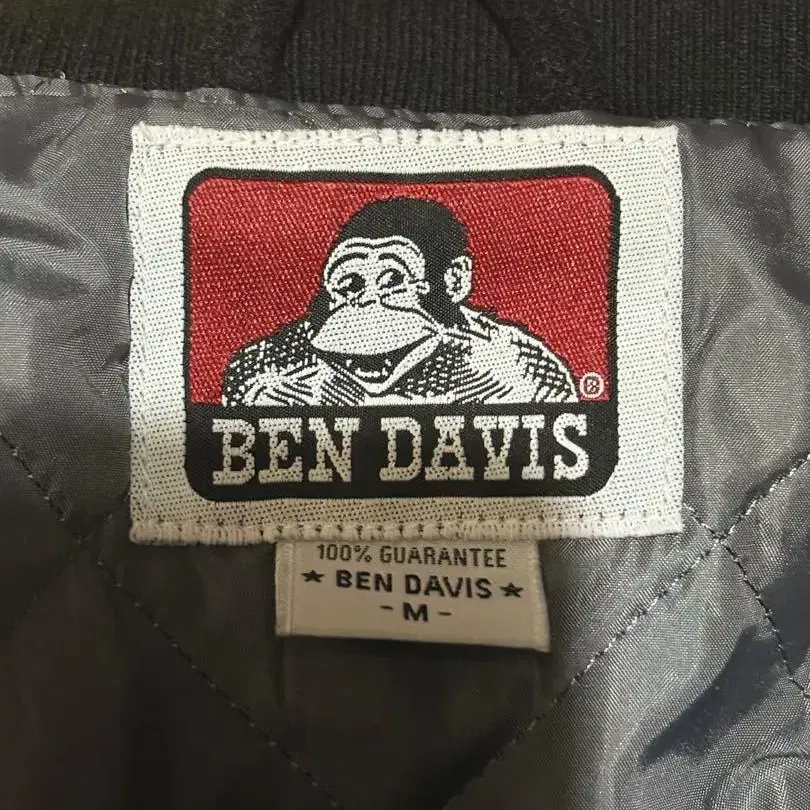 ®
BEN DAVIS
100% GUARANTEE
★ BEN DAVIS ★
- M -